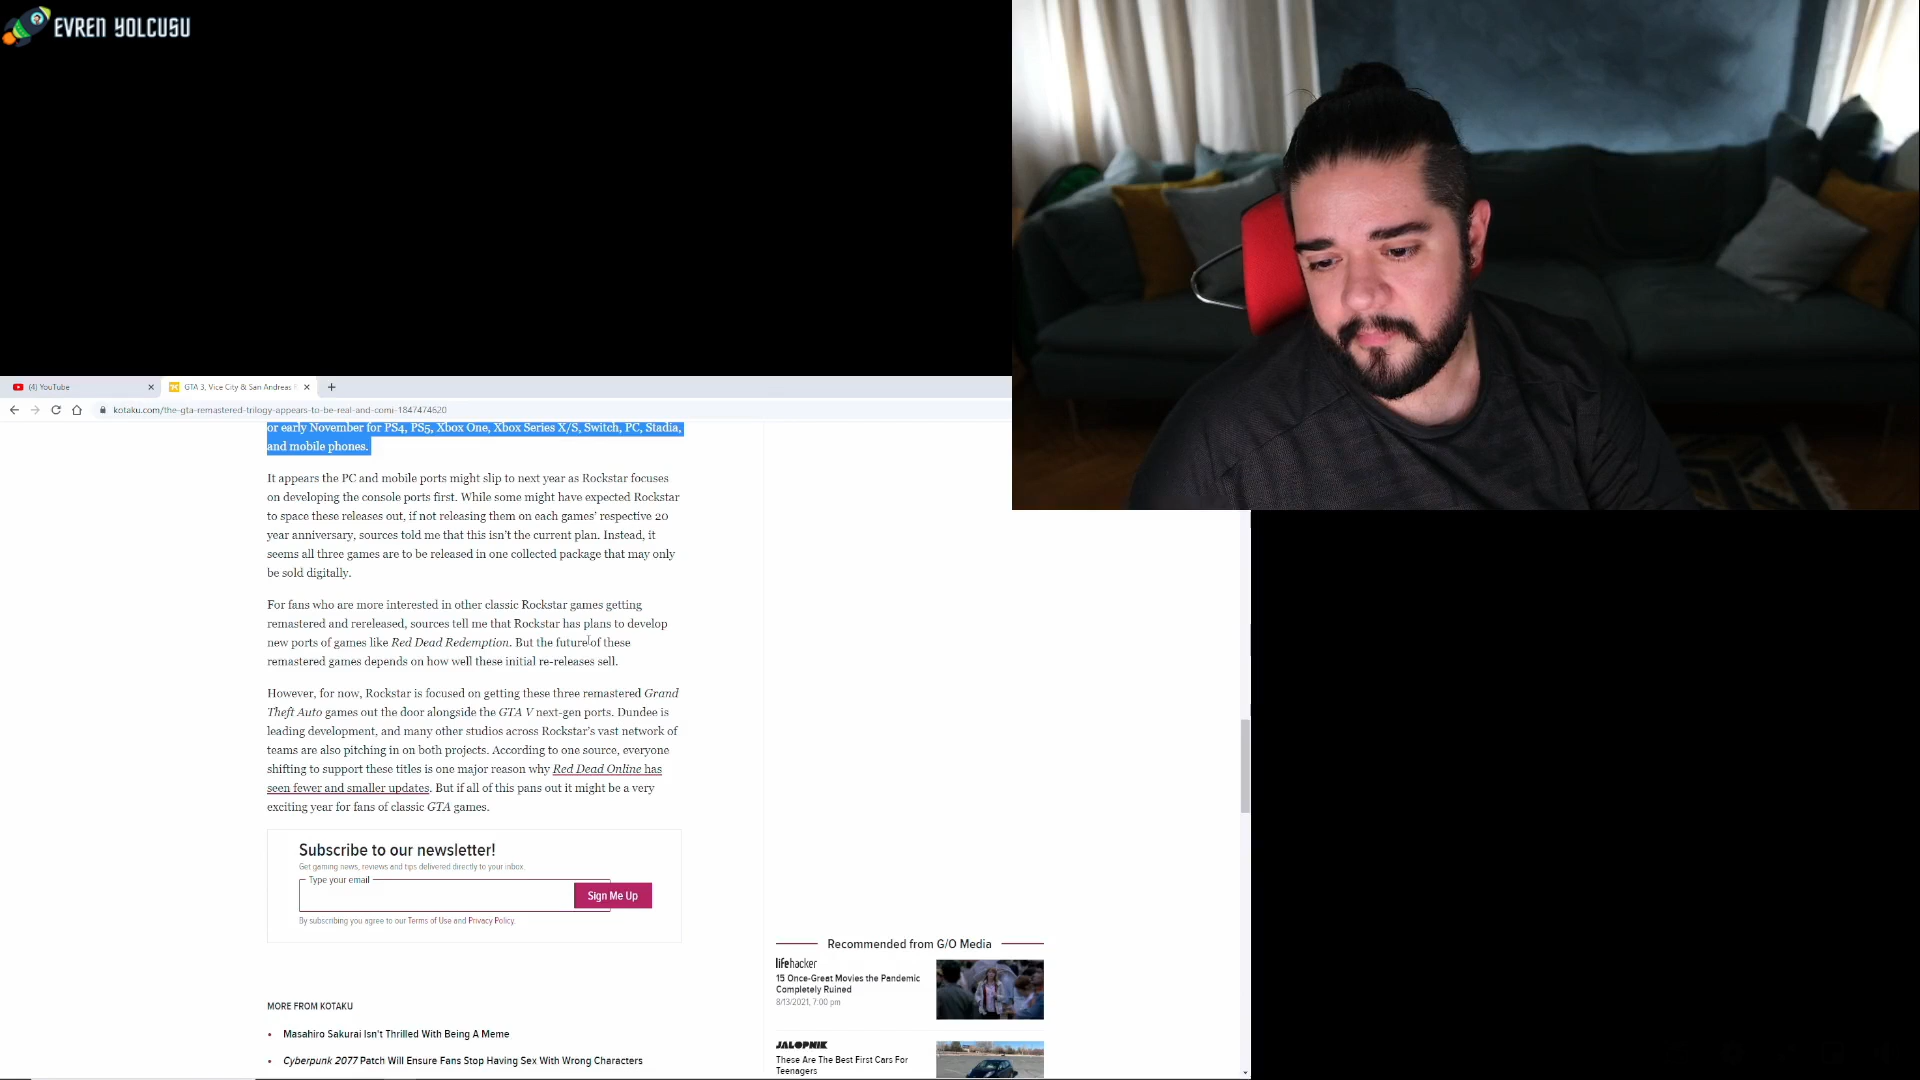 EVREN YOLCUSU
(4) YouTube
GTA 3, Vice City & San Andreas
kotaku.com/the-gta-remastered-trilogy-appears-to-be-real-and-comi-1847474620
or early November for PS4, PS5, Xbox One, Xbox Series X/S, Switch, PC, Stadia,
and mobile phones.
It appears the PC and mobile ports might slip to next year as Rockstar focuses
on developing the console ports first. While some might have expected Rockstar
to space these releases out, if not releasing them on each games' respective 20
year anniversary, sources told me that this isn't the current plan. Instead, it
seems all three games are to be released in one collected package that may only
be sold digitally.
For fans who are more interested in other classic Rockstar games getting
remastered and rereleased, sources tell me that Rockstar has plans to develop
new ports of games like Red Dead Redemption. But the future of these
remastered games depends on how well these initial re-releases sell.
However, for now, Rockstar is focused on getting these three remastered Grand
Theft Auto games out the door alongside the GTA V next-gen ports. Dundee is
leading development, and many other studios across Rockstar's vast network of
teams are also pitching in on both projects. According to one source, everyone
shifting to support these titles is one major reason why Red Dead Online has
seen fewer and smaller updates. But if all of this pans out it might be a very
exciting year for fans of classic GTA games.
Subscribe to our newsletter!
Get gaming news, reviews and tips delivered directly to your inbox.
Type your email
Sign Me Up
By subscribing you agree to our Terms of Use and Privacy Policy.
Recommended from G/O Media
lifehacker
15 Once-Great Movies the Pandemic
Completely Ruined
8/13/2021, 7:00 pm
JALOPNIK
These Are The Best First Cars For
Teenagers
MORE FROM KOTAKU
• Masahiro Sakurai Isn't Thrilled With Being A Meme
• Cyberpunk 2077 Patch Will Ensure Fans Stop Having Sex With Wrong Characters